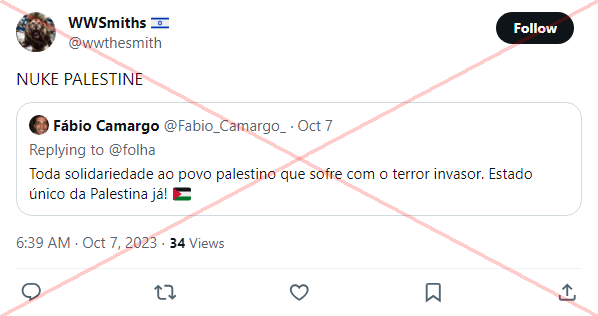 WWSmiths 🇮🇱
@wwthesmith
Follow
NUKE PALESTINE
Fábio Camargo @Fabio_Camargo_ · Oct 7
Replying to @folha
Toda solidariedade ao povo palestino que sofre com o terror invasor. Estado
único da Palestina já! 🇵🇸
6:39 AM · Oct 7, 2023 · 34 Views